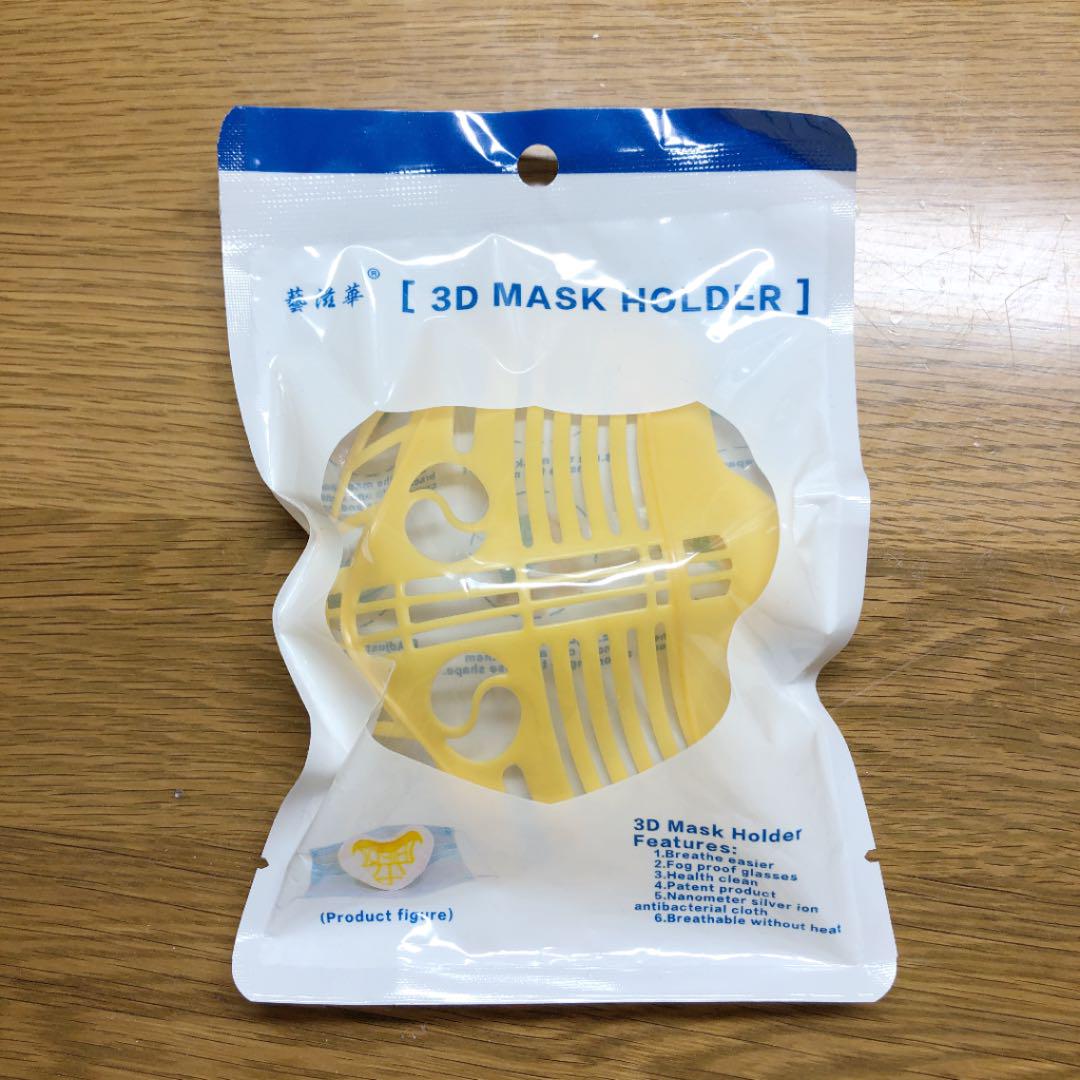 藝滋華® [ 3D MASK HOLDER ]
(Product figure)
3D Mask Holder
Features:
1.Breathe easier
2.Fog proof glasses
3.Health clean
4.Patent product
5.Nanometer silver ion
antibacterial cloth
6.Breathable without heat